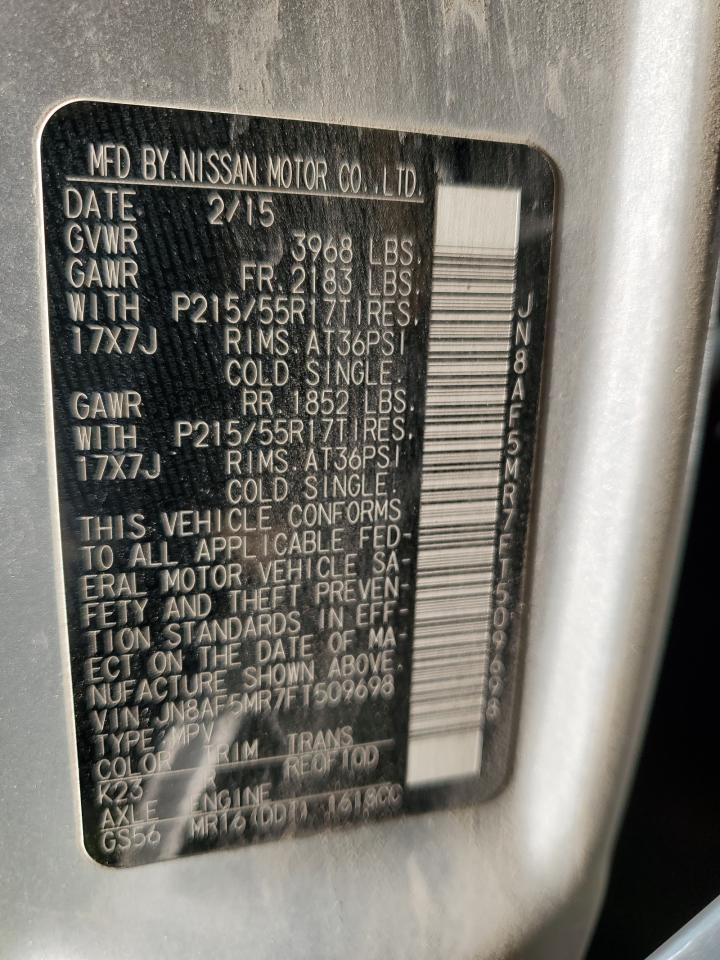 MFD BY.NISSAN MOTOR CO.,LTD.
DATE 2/15
GVWR 3968 LBS.
GAWR FR.2183 LBS.
WITH P215/55R17TIRES,
17X7J RIMS.AT36PSI
COLD SINGLE.
GAWR RR.1852 LBS.
WITH P215/55R17TIRES,
17X7J RIMS.AT36PSI
COLD SINGLE.
THIS VEHICLE CONFORMS
TO ALL APPLICABLE FED-
ERAL MOTOR VEHICLE SA-
FETY AND THEFT PREVEN-
TION STANDARDS IN EFF-
ECT ON THE DATE OF MA-
NUFACTURE SHOWN ABOVE.
VIN:JN8AF5MR7FT509698
TYPE:MPV
COLOR TRIM TRANS
K23 RE0F10D
AXLE ENGINE
GS56 MR16(DDT) 1618CC
JN8AF5MR7FT509698